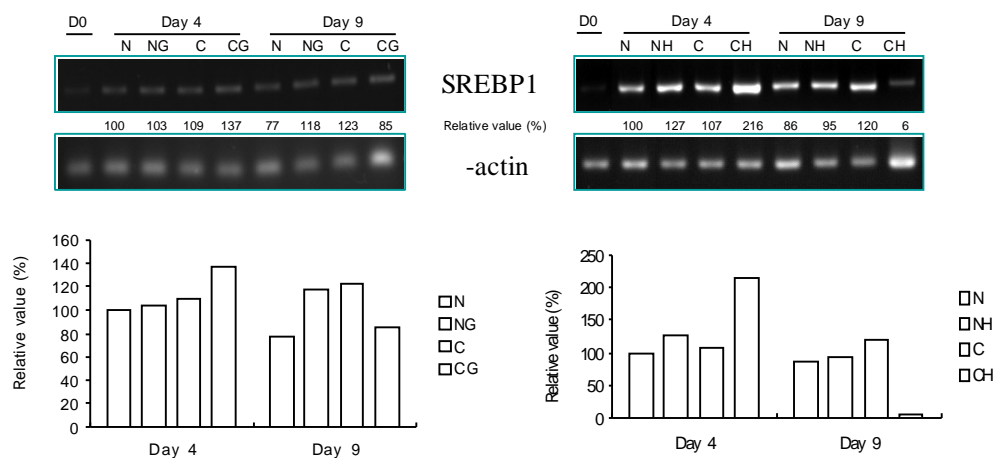 D0 Day 4 Day 9
N NG C CG N NG C CG
D0 Day 4 Day 9
N NH C CH N NH C CH
SREBP1
100 103 109 137 77 118 123 85
Relative value (%)
100 127 107 216 86 95 120 6
-actin
Relative value (%)
160
140
120
100
80
60
40
20
0
Day 4 Day 9
N
NG
C
CG
Relative value (%)
250
200
150
100
50
0
Day 4 Day 9
N
NH
C
CH